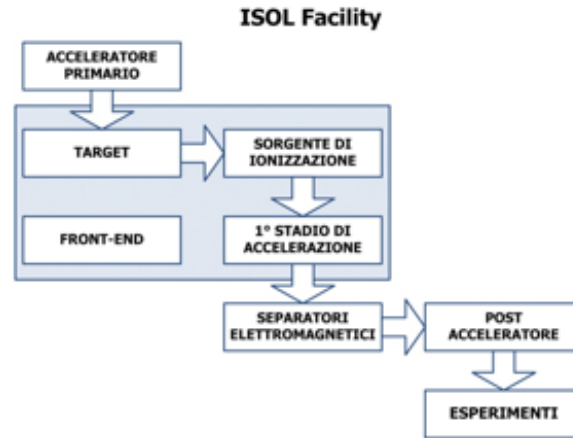 ISOL Facility
ACCELERATORE
PRIMARIO
TARGET
SORGENTE DI
IONIZZAZIONE
FRONT-END
1° STADIO DI
ACCELERAZIONE
SEPARATORI
ELETTROMAGNETICI
POST
ACCELERATORE
ESPERIMENTI